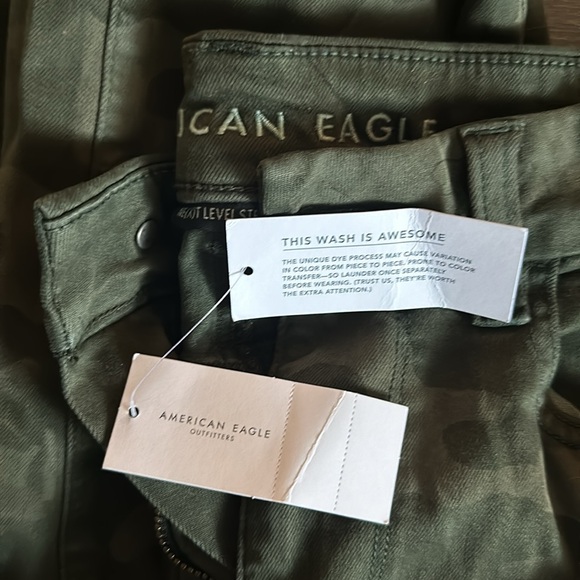 ICAN EAGLE
T LEVEL ST
THIS WASH IS AWESOME
THE UNIQUE DYE PROCESS MAY CAUSE VARIATION
IN COLOR FROM PIECE TO PIECE. PRONE TO COLOR
TRANSFER—SO LAUNDER ONCE SEPARATELY
BEFORE WEARING. (TRUST US, THEY'RE WORTH
THE EXTRA ATTENTION.)
AMERICAN EAGLE
OUTFITTERS